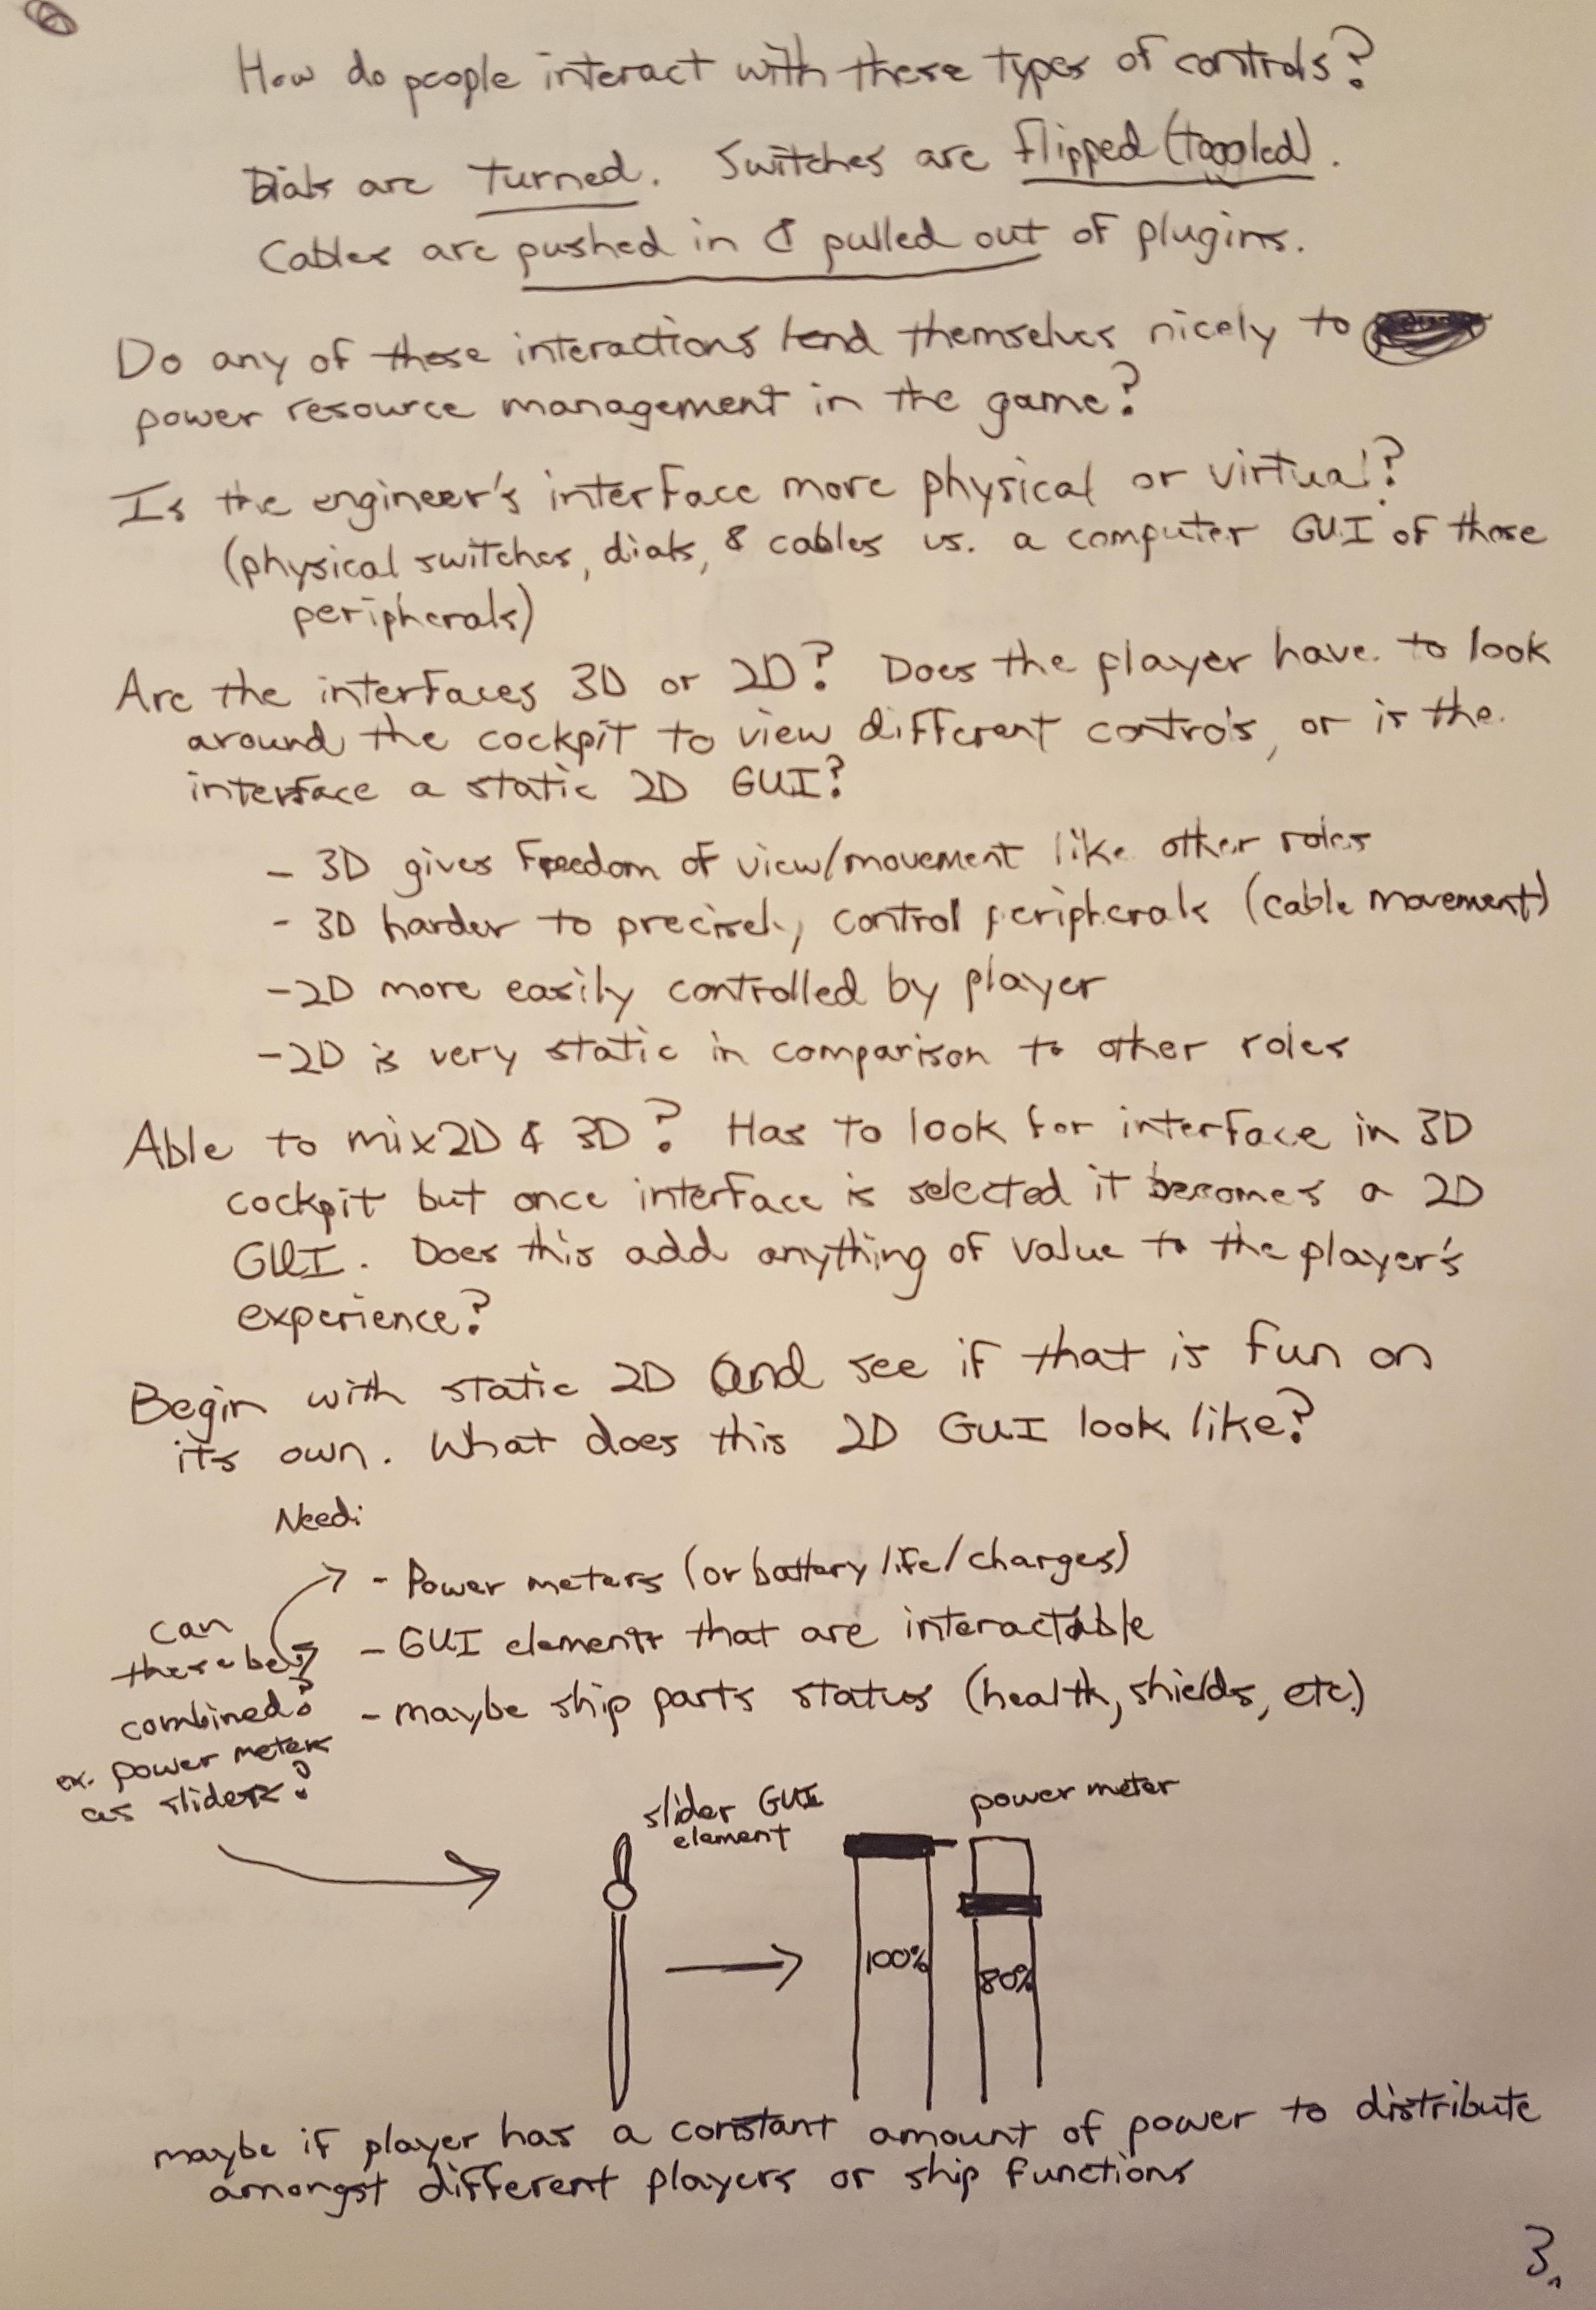 How do people interact with these types of controls?
Dials are turned. Switches are flipped (toggled).
Cables are pushed in & pulled out of plugins.
Do any of these interactions lend themselves nicely to
power resource management in the game?
Is the engineer's interface more physical or virtual?
(physical switches, dials, & cables vs. a computer GUI of those
peripherals)
Are the interfaces 3D or 2D? Does the player have to look
around the cockpit to view different controls, or is the
interface a static 2D GUI?
- 3D gives freedom of view/movement like other roles
- 3D harder to precisely control peripherals (cable movement)
- 2D more easily controlled by player
- 2D is very static in comparison to other roles
Able to mix 2D & 3D? Has to look for interface in 3D
cockpit but once interface is selected it becomes a 2D
GUI. Does this add anything of value to the player's
experience?
Begin with static 2D and see if that is fun on
its own. What does this 2D GUI look like?
Need:
- Power meters (or battery life/charges)
- GUI elements that are interactable
- maybe ship parts status (health, shields, etc.)
can
these be
combined?
ex. power meters
as sliders?
slider GUI
element
power meter
100%
80%
maybe if player has a constant amount of power to distribute
amongst different players or ship functions
3.